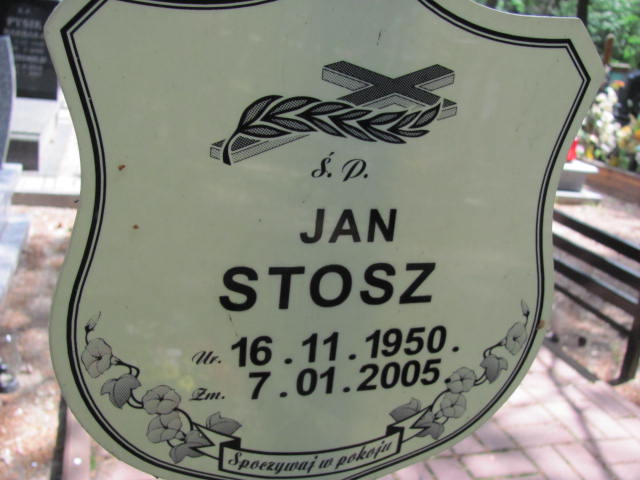 Ś. P.
JAN
STOSZ
Ur. 16.11.1950.
Zm. 7.01.2005.
Spoczywaj w pokoju